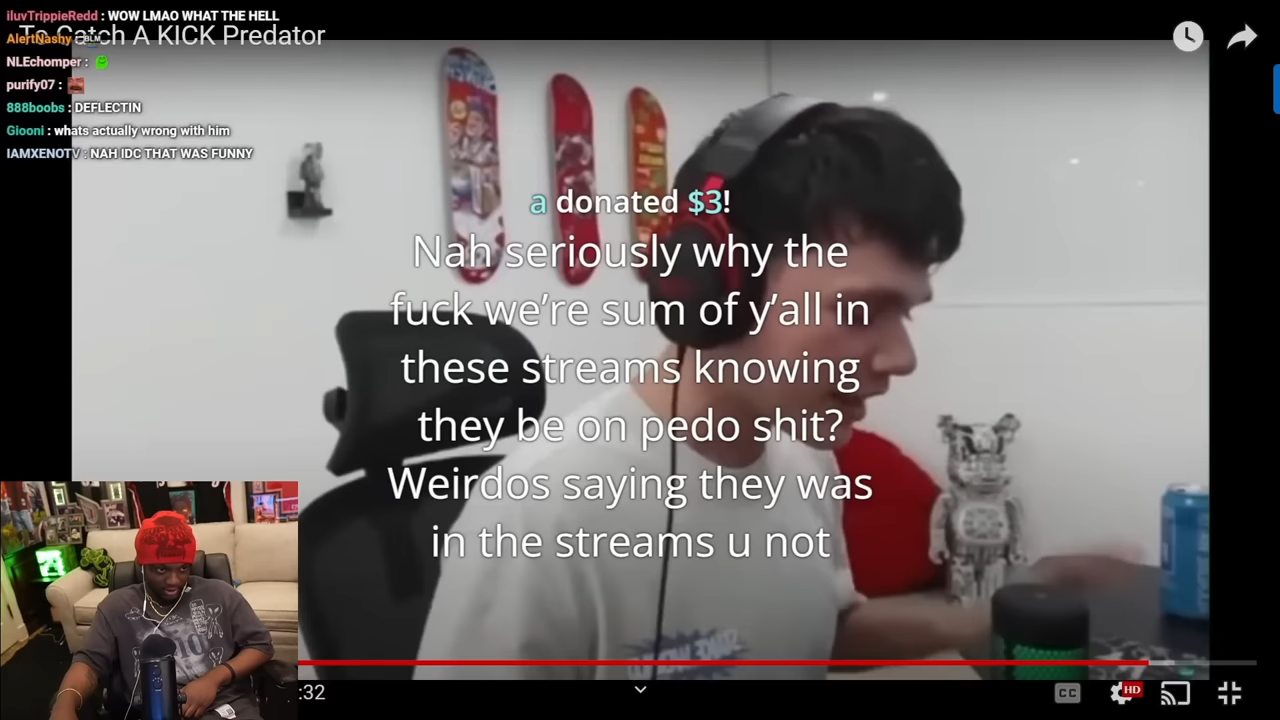 iluvTrippieRedd : WOW LMAO WHAT THE HELL
To Catch A KICK Predator
AlertNashy :
NLEchomper :
purify07 :
888boobs : DEFLECTIN
Giooni : whats actually wrong with him
IAMXENOTV : NAH IDC THAT WAS FUNNY
a donated $3!
Nah seriously why the
fuck we’re sum of y’all in
these streams knowing
they be on pedo shit?
Weirdos saying they was
in the streams u not
:32
CC
HD